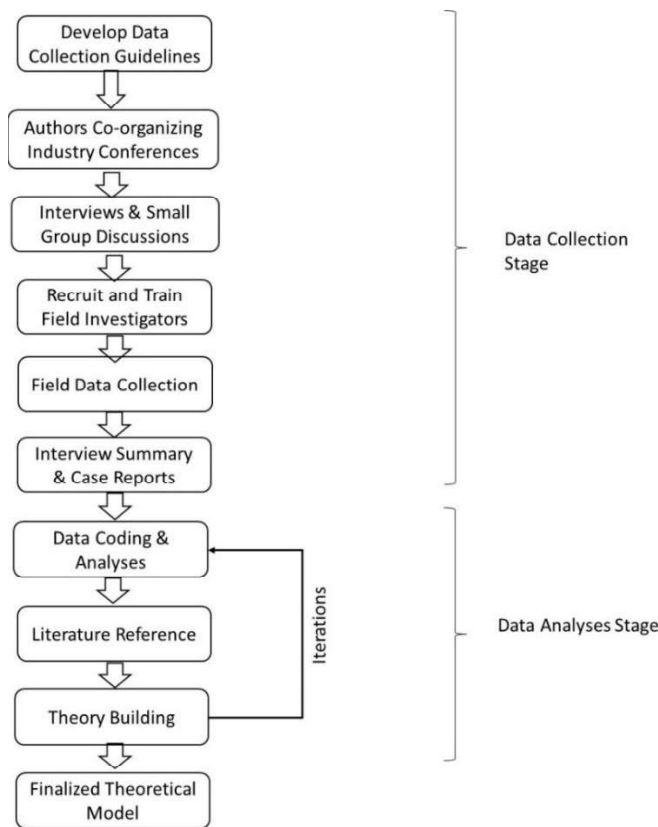 Develop Data
Collection Guidelines
Authors Co-organizing
Industry Conferences
Interviews & Small
Group Discussions
Data Collection
Stage
Recruit and Train
Field Investigators
Field Data Collection
Interview Summary
& Case Reports
Data Coding &
Analyses
Iterations
Literature Reference
Data Analyses Stage
Theory Building
Finalized Theoretical
Model